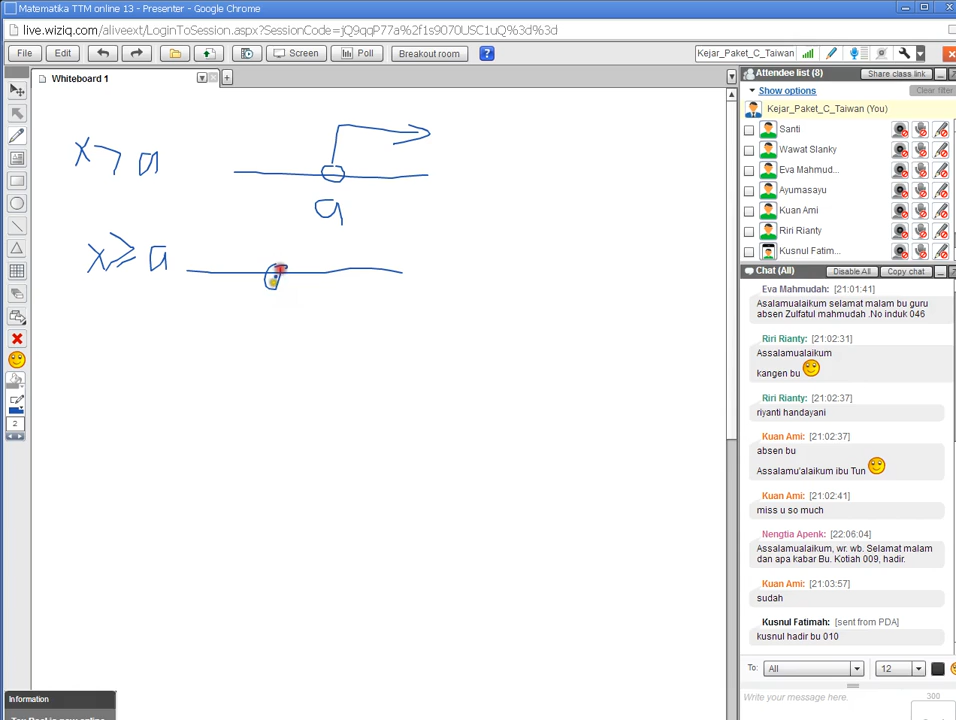 Matematika TTM online 13 - Presenter - Google Chrome
live.wiziq.com/aliveext/LoginToSession.aspx?SessionCode=jQ9qqP77a%2f1s9070USC1uQ%3d%3d
File Edit Screen Poll Breakout room ? Kejar_Paket_C_Taiwan
Whiteboard 1
Attendee list (8) Share class link
Show options Clear filter
Kejar_Paket_C_Taiwan (You)
Santi
Wawat Slanky
Eva Mahmud...
Ayumasayu
Kuan Ami
Riri Rianty
Kusnul Fatim...
x > a
a
x ≥ a
2
Chat (All) Disable All Copy chat
Eva Mahmudah: [21:01:41]
Asalamualaikum selamat malam bu guru
absen Zulfatul mahmudah .No induk 046
Riri Rianty: [21:02:31]
Assalamualaikum
kangen bu
Riri Rianty: [21:02:37]
riyanti handayani
Kuan Ami: [21:02:37]
absen bu
Assalamu'alaikum ibu Tun
Kuan Ami: [21:02:41]
miss u so much
Nengtia Apenk: [22:06:04]
Assalamualaikum, wr. wb. Selamat malam
dan apa kabar Bu. Kotiah 009, hadir.
Kuan Ami: [21:03:57]
sudah
Kusnul Fatimah: [sent from PDA]
kusnul hadir bu 010
To: All 12
Write your message here. 300
Information